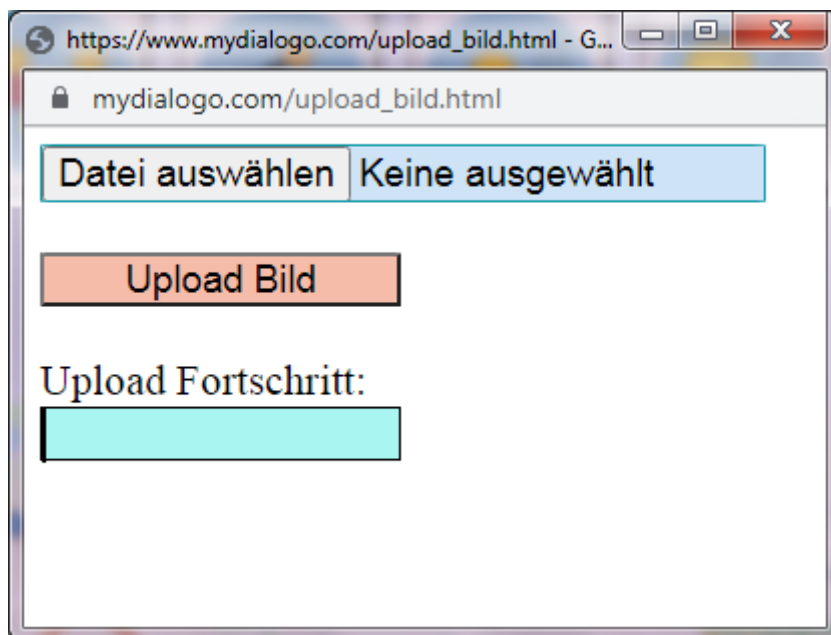 https://www.mydialogo.com/upload_bild.html - G...
mydialogo.com/upload_bild.html
Datei auswählen Keine ausgewählt
Upload Bild
Upload Fortschritt: